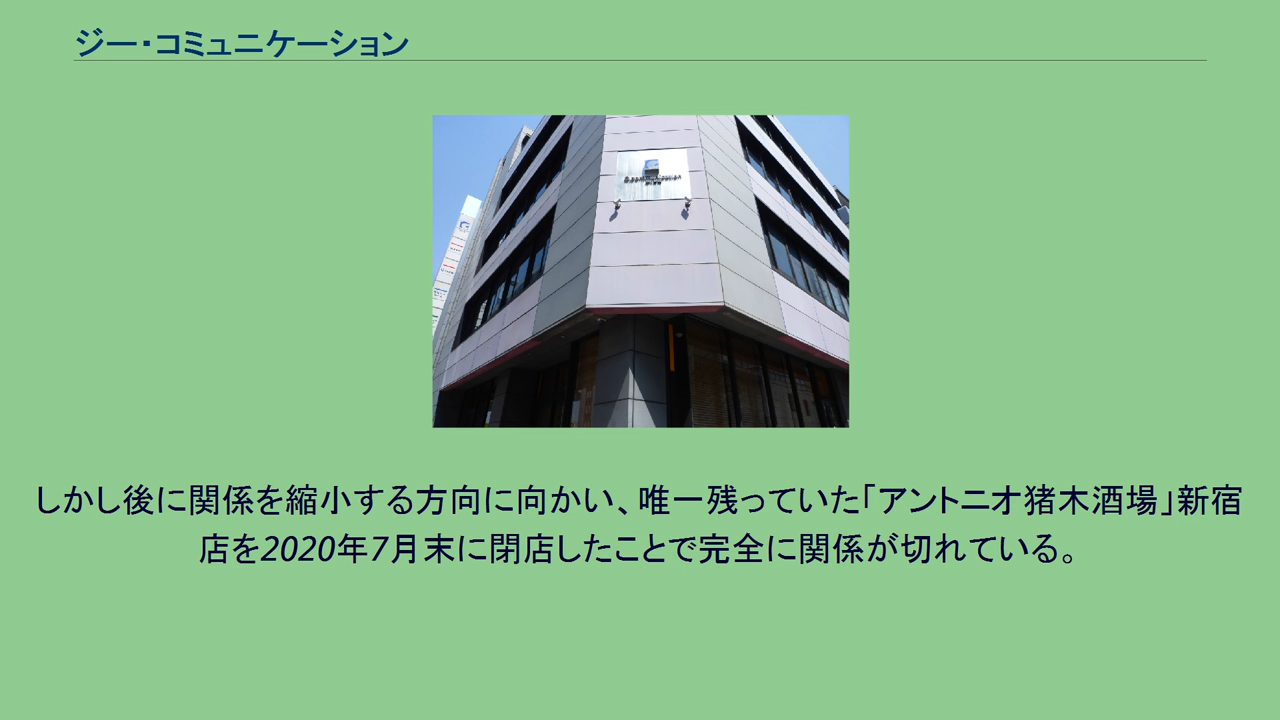 ジー・コミュニケーション
しかし後に関係を縮小する方向に向かい、唯一残っていた「アントニオ猪木酒場」新宿
店を2020年7月末に閉店したことで完全に関係が切れている。